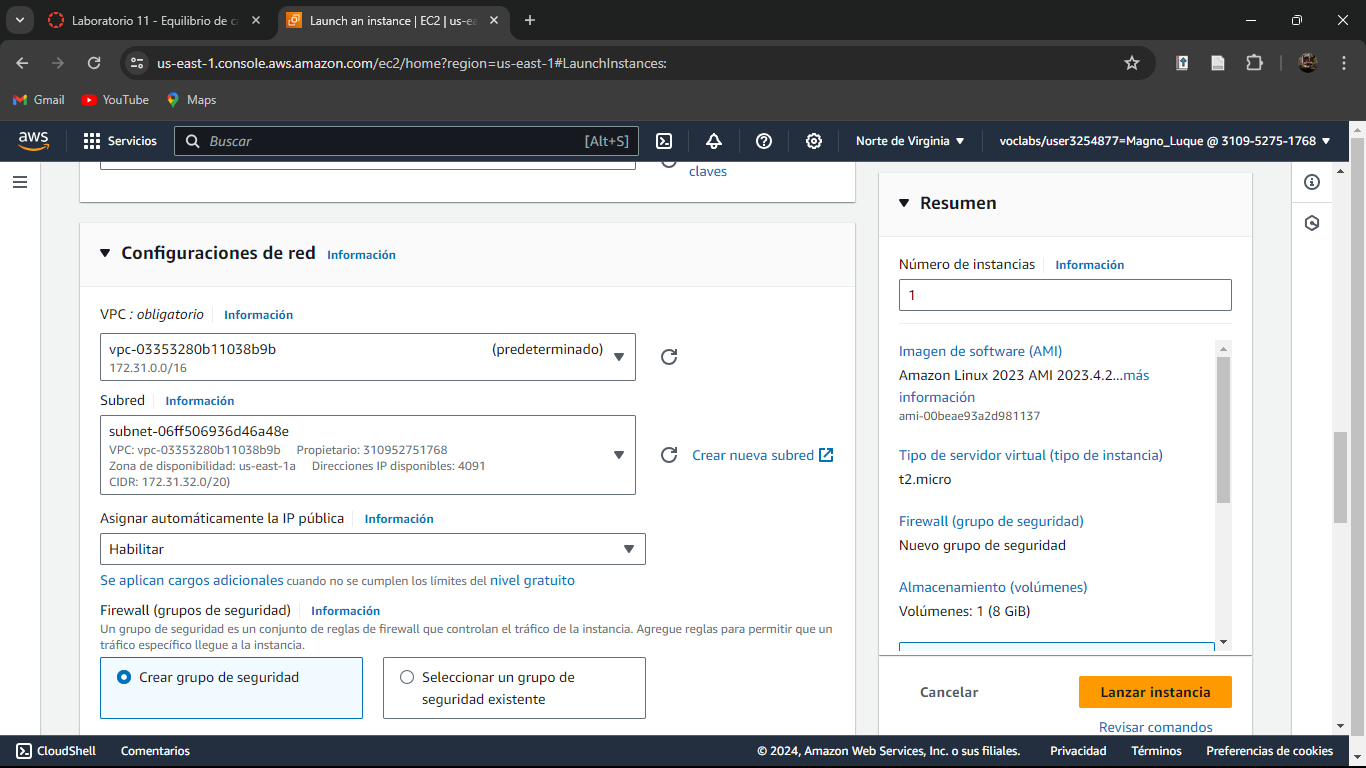 Laboratorio 11 - Equilibrio de c
Launch an instance | EC2 | us-ea
us-east-1.console.aws.amazon.com/ec2/home?region=us-east-1#LaunchInstances:
Gmail
YouTube
Maps
aws
Servicios
Buscar
[Alt+S]
Norte de Virginia
voclabs/user3254877=Magno_Luque @ 3109-5275-1768
claves
Configuraciones de red
Información
VPC : obligatorio
Información
vpc-03353280b11038b9b
(predeterminado)
172.31.0.0/16
Subred
Información
subnet-06ff506936d46a48e
VPC: vpc-03353280b11038b9b
Propietario: 310952751768
Zona de disponibilidad: us-east-1a
Direcciones IP disponibles: 4091
CIDR: 172.31.32.0/20)
Crear nueva subred
Asignar automáticamente la IP pública
Información
Habilitar
Se aplican cargos adicionales cuando no se cumplen los límites del nivel gratuito
Firewall (grupos de seguridad)
Información
Un grupo de seguridad es un conjunto de reglas de firewall que controlan el tráfico de la instancia. Agregue reglas para permitir que un
tráfico específico llegue a la instancia.
Crear grupo de seguridad
Seleccionar un grupo de
seguridad existente
Resumen
Número de instancias
Información
1
Imagen de software (AMI)
Amazon Linux 2023 AMI 2023.4.2...más
información
ami-00beae93a2d981137
Tipo de servidor virtual (tipo de instancia)
t2.micro
Firewall (grupo de seguridad)
Nuevo grupo de seguridad
Almacenamiento (volúmenes)
Volúmenes: 1 (8 GiB)
Cancelar
Lanzar instancia
Revisar comandos
CloudShell
Comentarios
© 2024, Amazon Web Services, Inc. o sus filiales.
Privacidad
Términos
Preferencias de cookies